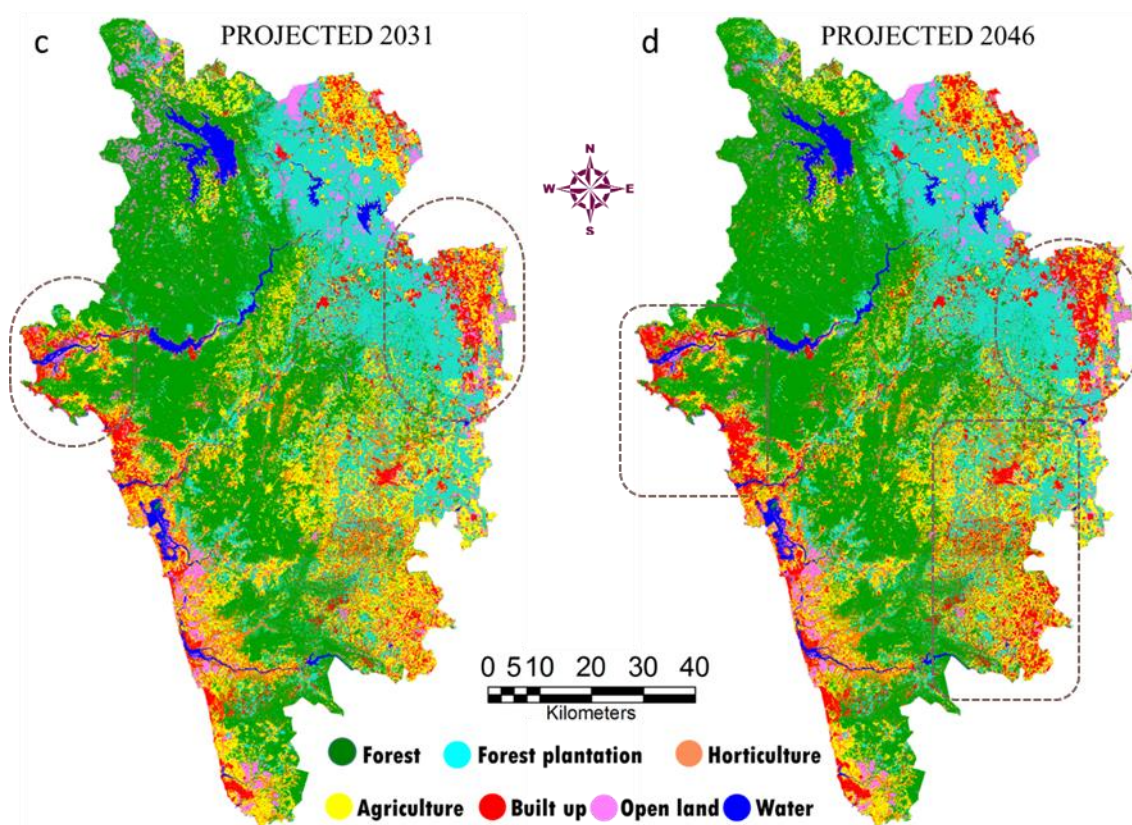 c PROJECTED 2031
d PROJECTED 2046
N
W E
S
0 5 10 20 30 40
Kilometers
Forest Forest plantation Horticulture
Agriculture Built up Open land Water